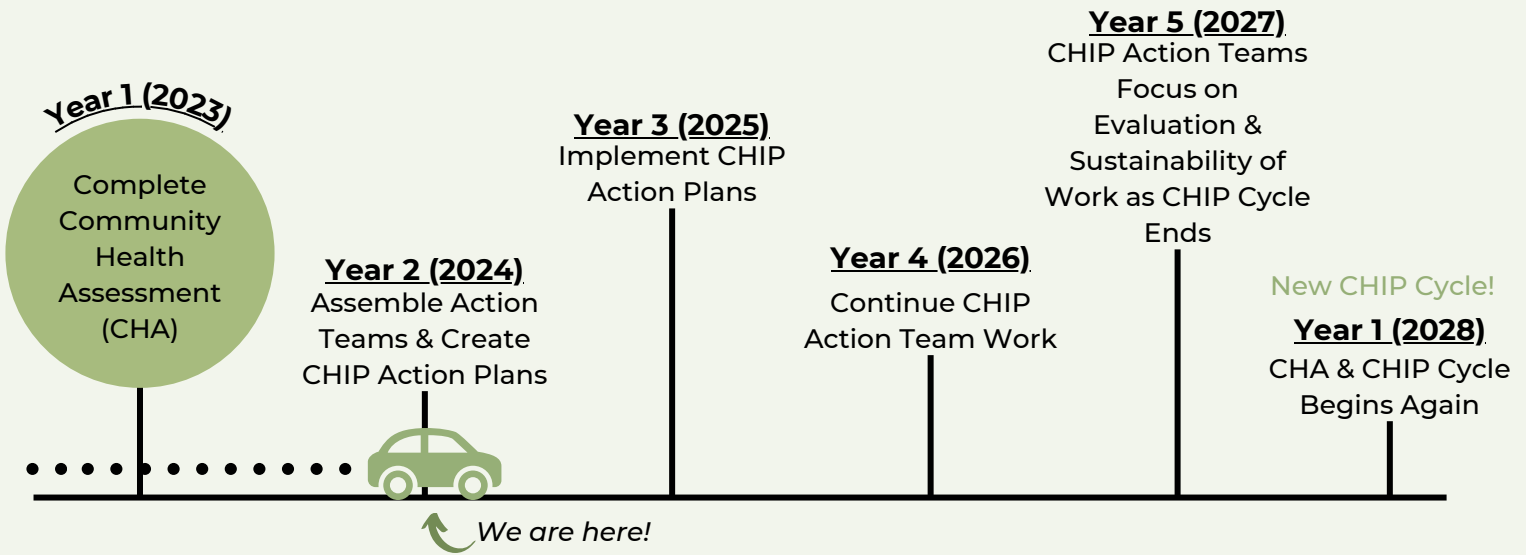 Year 1 (2023)
Complete
Community
Health
Assessment
(CHA)
Year 2 (2024)
Assemble Action
Teams & Create
CHIP Action Plans
Year 3 (2025)
Implement CHIP
Action Plans
Year 4 (2026)
Continue CHIP
Action Team Work
Year 5 (2027)
CHIP Action Teams
Focus on
Evaluation &
Sustainability of
Work as CHIP Cycle
Ends
New CHIP Cycle!
Year 1 (2028)
CHA & CHIP Cycle
Begins Again
We are here!